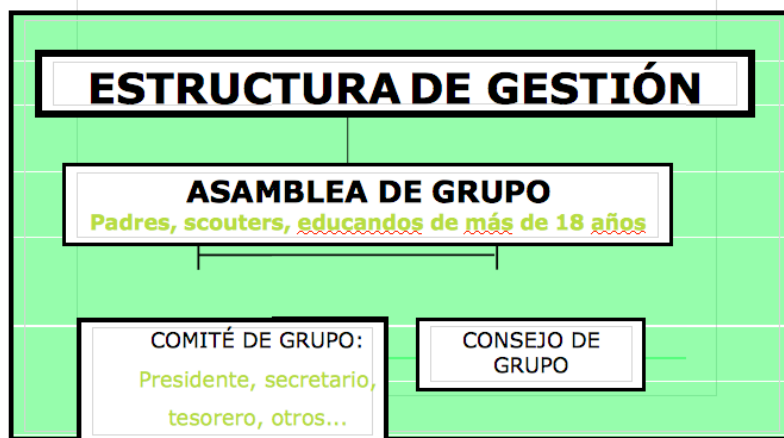 ESTRUCTURA DE GESTIÓN
ASAMBLEA DE GRUPO
Padres, scouters, educandos de más de 18 años
COMITÉ DE GRUPO:
Presidente, secretario,
tesorero, otros...
CONSEJO DE
GRUPO